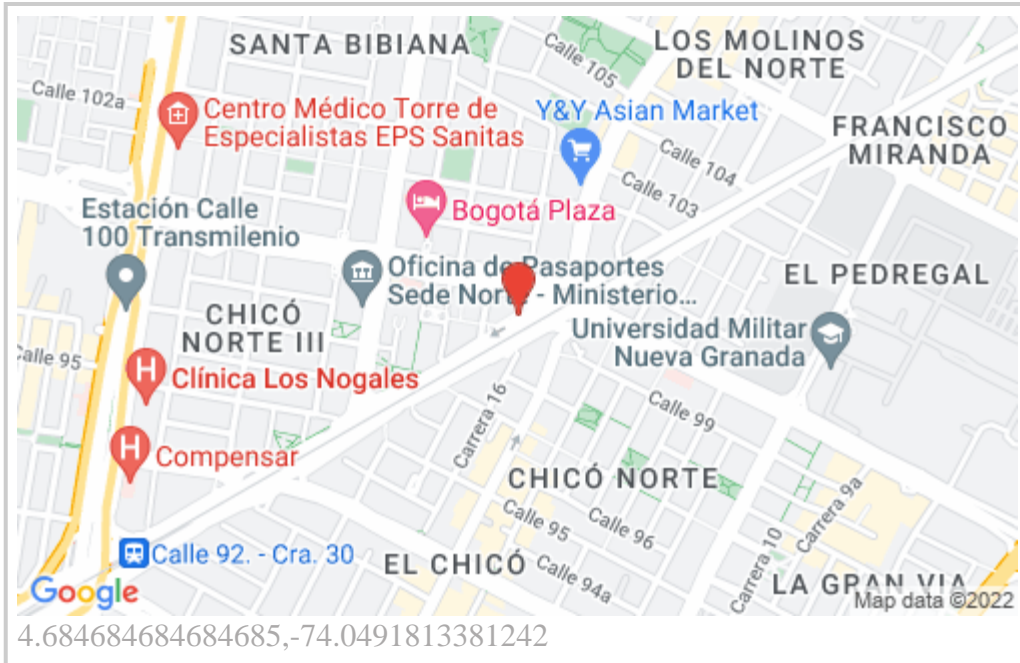 SANTA BIBIANA
Calle 105
LOS MOLINOS
DEL NORTE
Calle 102a
Centro Médico Torre de
Especialistas EPS Sanitas
Y&Y Asian Market
FRANCISCO
MIRANDA
Calle 104
Calle 103
Estación Calle
100 Transmilenio
Bogotá Plaza
Oficina de Pasaportes
Sede Norte - Ministerio...
EL PEDREGAL
CHICÓ
NORTE III
Universidad Militar
Nueva Granada
Calle 95
H
Clínica Los Nogales
Carrera 16
Calle 99
H
Compensar
CHICÓ NORTE
Carrera 9a
Calle 95
Calle 96
Calle 92. - Cra. 30
EL CHICÓ
Calle 94a
Carrera 10
LA GRAN VIA
Google
Map data ©2022
4.684684684684685,-74.0491813381242